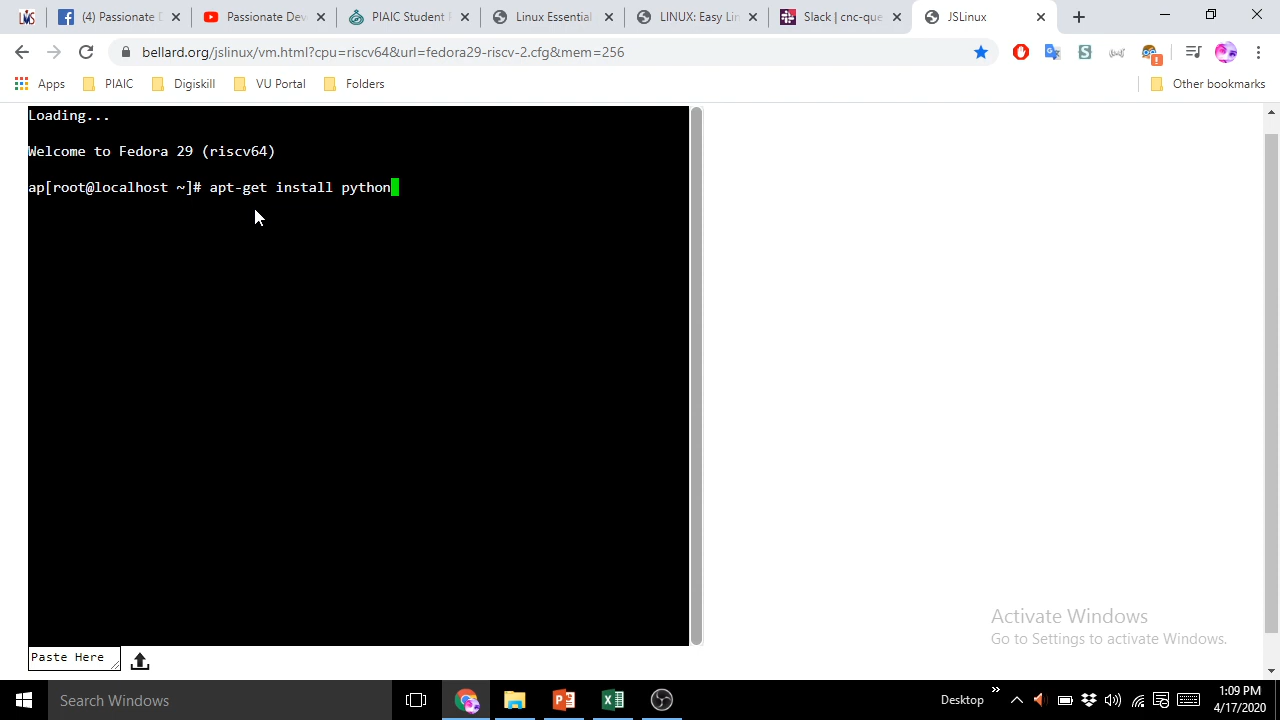 (4) Passionate D
Passionate Dev
PIAIC Student
Linux Essential
LINUX: Easy Lin
Slack | cnc-que
JSLinux
bellard.org/jslinux/vm.html?cpu=riscv64&url=fedora29-riscv-2.cfg&mem=256
Apps
PIAIC
Digiskill
VU Portal
Folders
Other bookmarks
Loading...
Welcome to Fedora 29 (riscv64)
ap[root@localhost ~]# apt-get install python
Activate Windows
Go to Settings to activate Windows.
Paste Here
Search Windows
Desktop
1:09 PM
4/17/2020